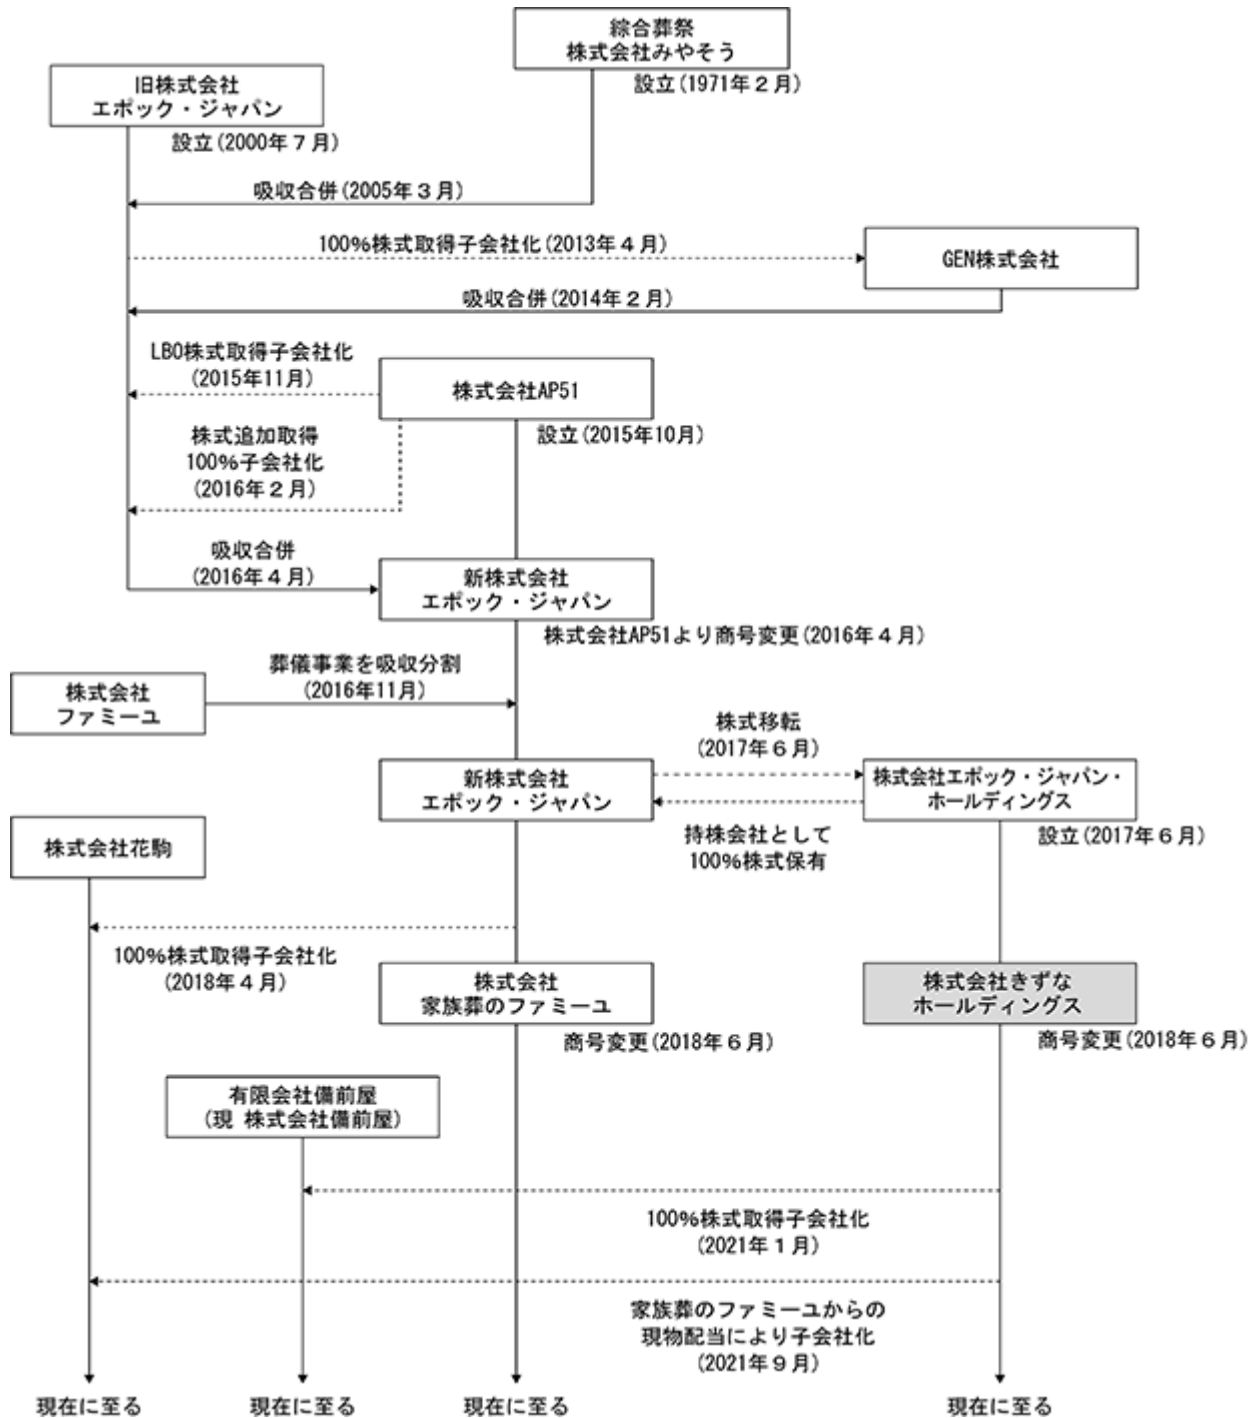 綜合葬祭
株式会社みやそう
設立(1971年２月)
旧株式会社
エポック・ジャパン
設立(2000年７月)
吸収合併(2005年３月)
100%株式取得子会社化(2013年４月)
GEN株式会社
吸収合併(2014年２月)
LBO株式取得子会社化
(2015年11月)
株式会社AP51
設立(2015年10月)
株式追加取得
100%子会社化
(2016年２月)
吸収合併
(2016年４月)
新株式会社
エポック・ジャパン
株式会社AP51より商号変更(2016年４月)
葬儀事業を吸収分割
(2016年11月)
株式会社
ファミーユ
株式移転
(2017年６月)
新株式会社
エポック・ジャパン
株式会社エポック・ジャパン・
ホールディングス
設立(2017年６月)
持株会社として
100%株式保有
株式会社花駒
100%株式取得子会社化
(2018年４月)
株式会社
家族葬のファミーユ
商号変更(2018年６月)
株式会社きずな
ホールディングス
商号変更(2018年６月)
有限会社備前屋
(現 株式会社備前屋)
100%株式取得子会社化
(2021年１月)
家族葬のファミーユからの
現物配当により子会社化
(2021年９月)
現在に至る
現在に至る
現在に至る
現在に至る